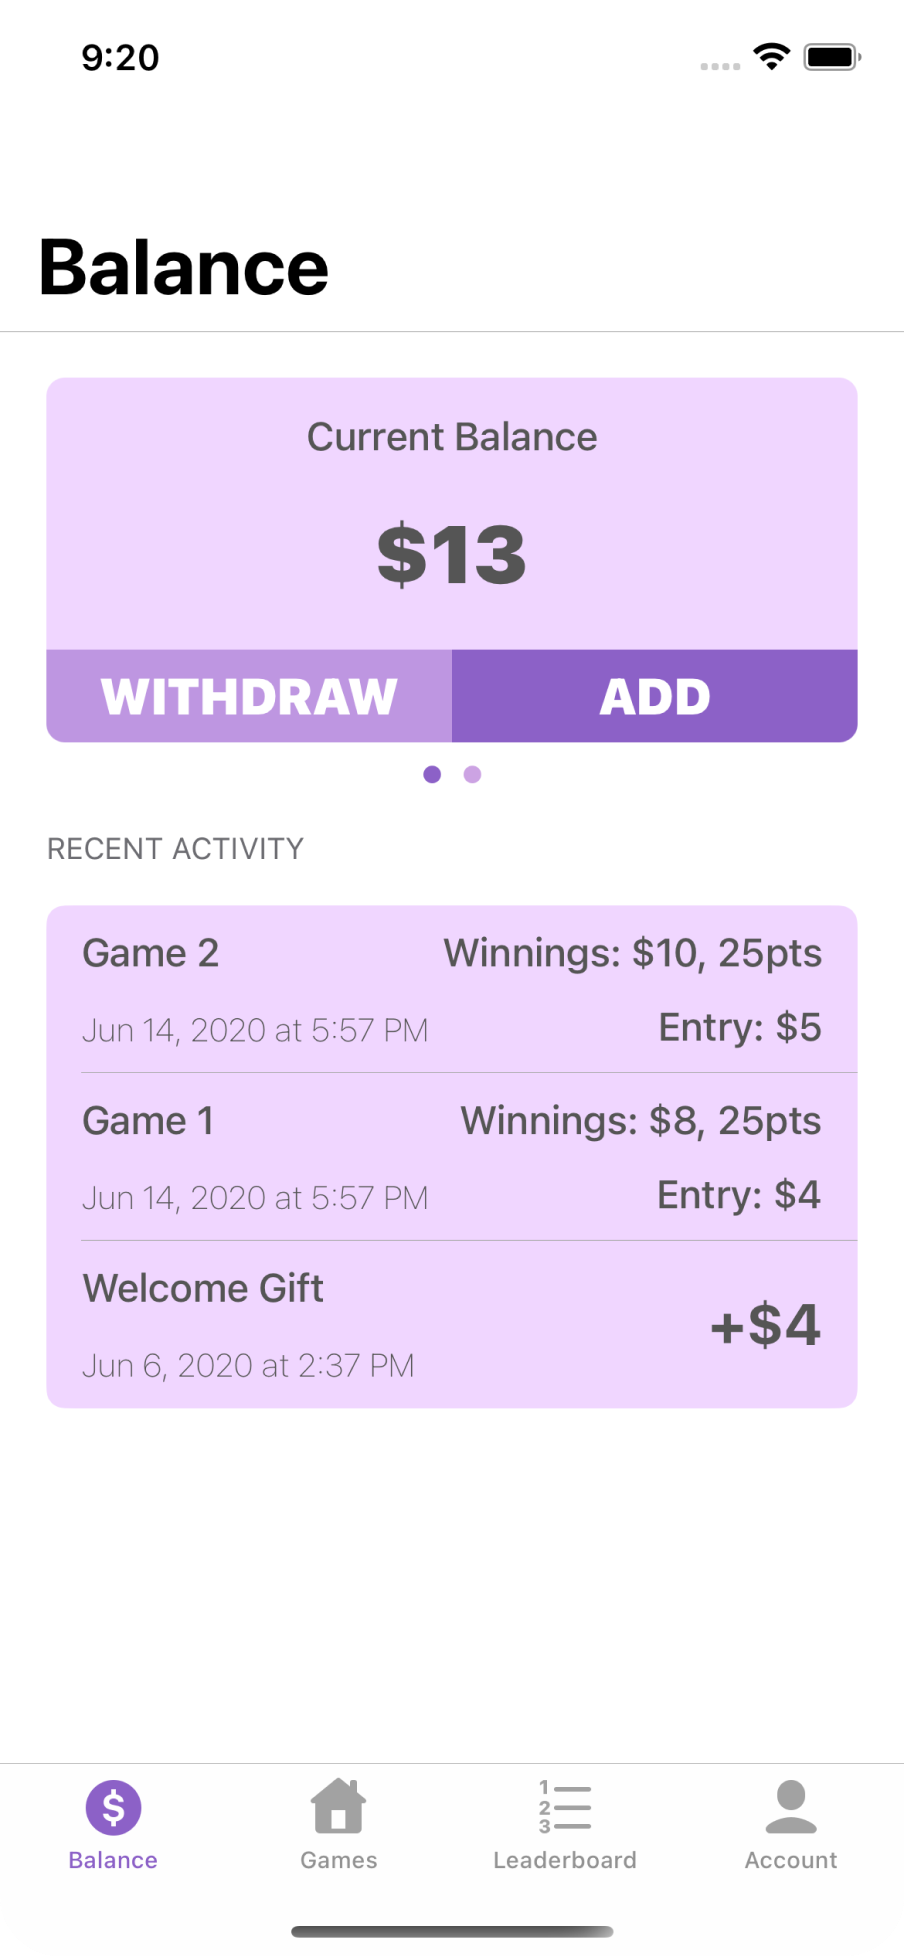 9:20
Balance
Current Balance
$13
WITHDRAW ADD
RECENT ACTIVITY
Game 2 Winnings: $10, 25pts
Jun 14, 2020 at 5:57 PM Entry: $5
Game 1 Winnings: $8, 25pts
Jun 14, 2020 at 5:57 PM Entry: $4
Welcome Gift
+$4
Jun 6, 2020 at 2:37 PM
$
1
2
3
Balance Games Leaderboard Account